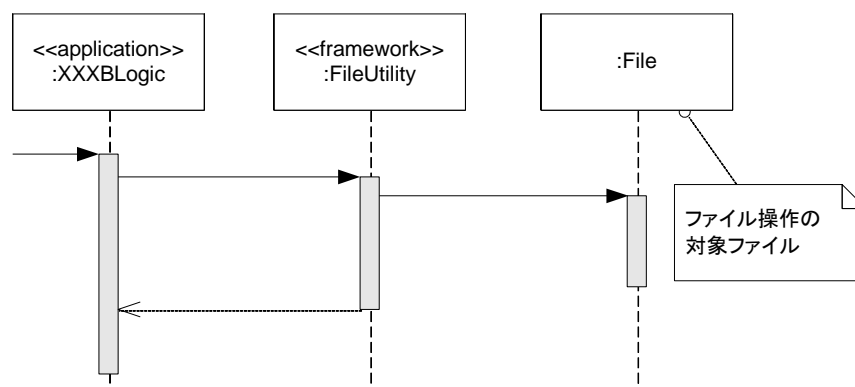 <<application>>
:XXXBLogic
<<framework>>
:FileUtility
:File
ファイル操作の
対象ファイル